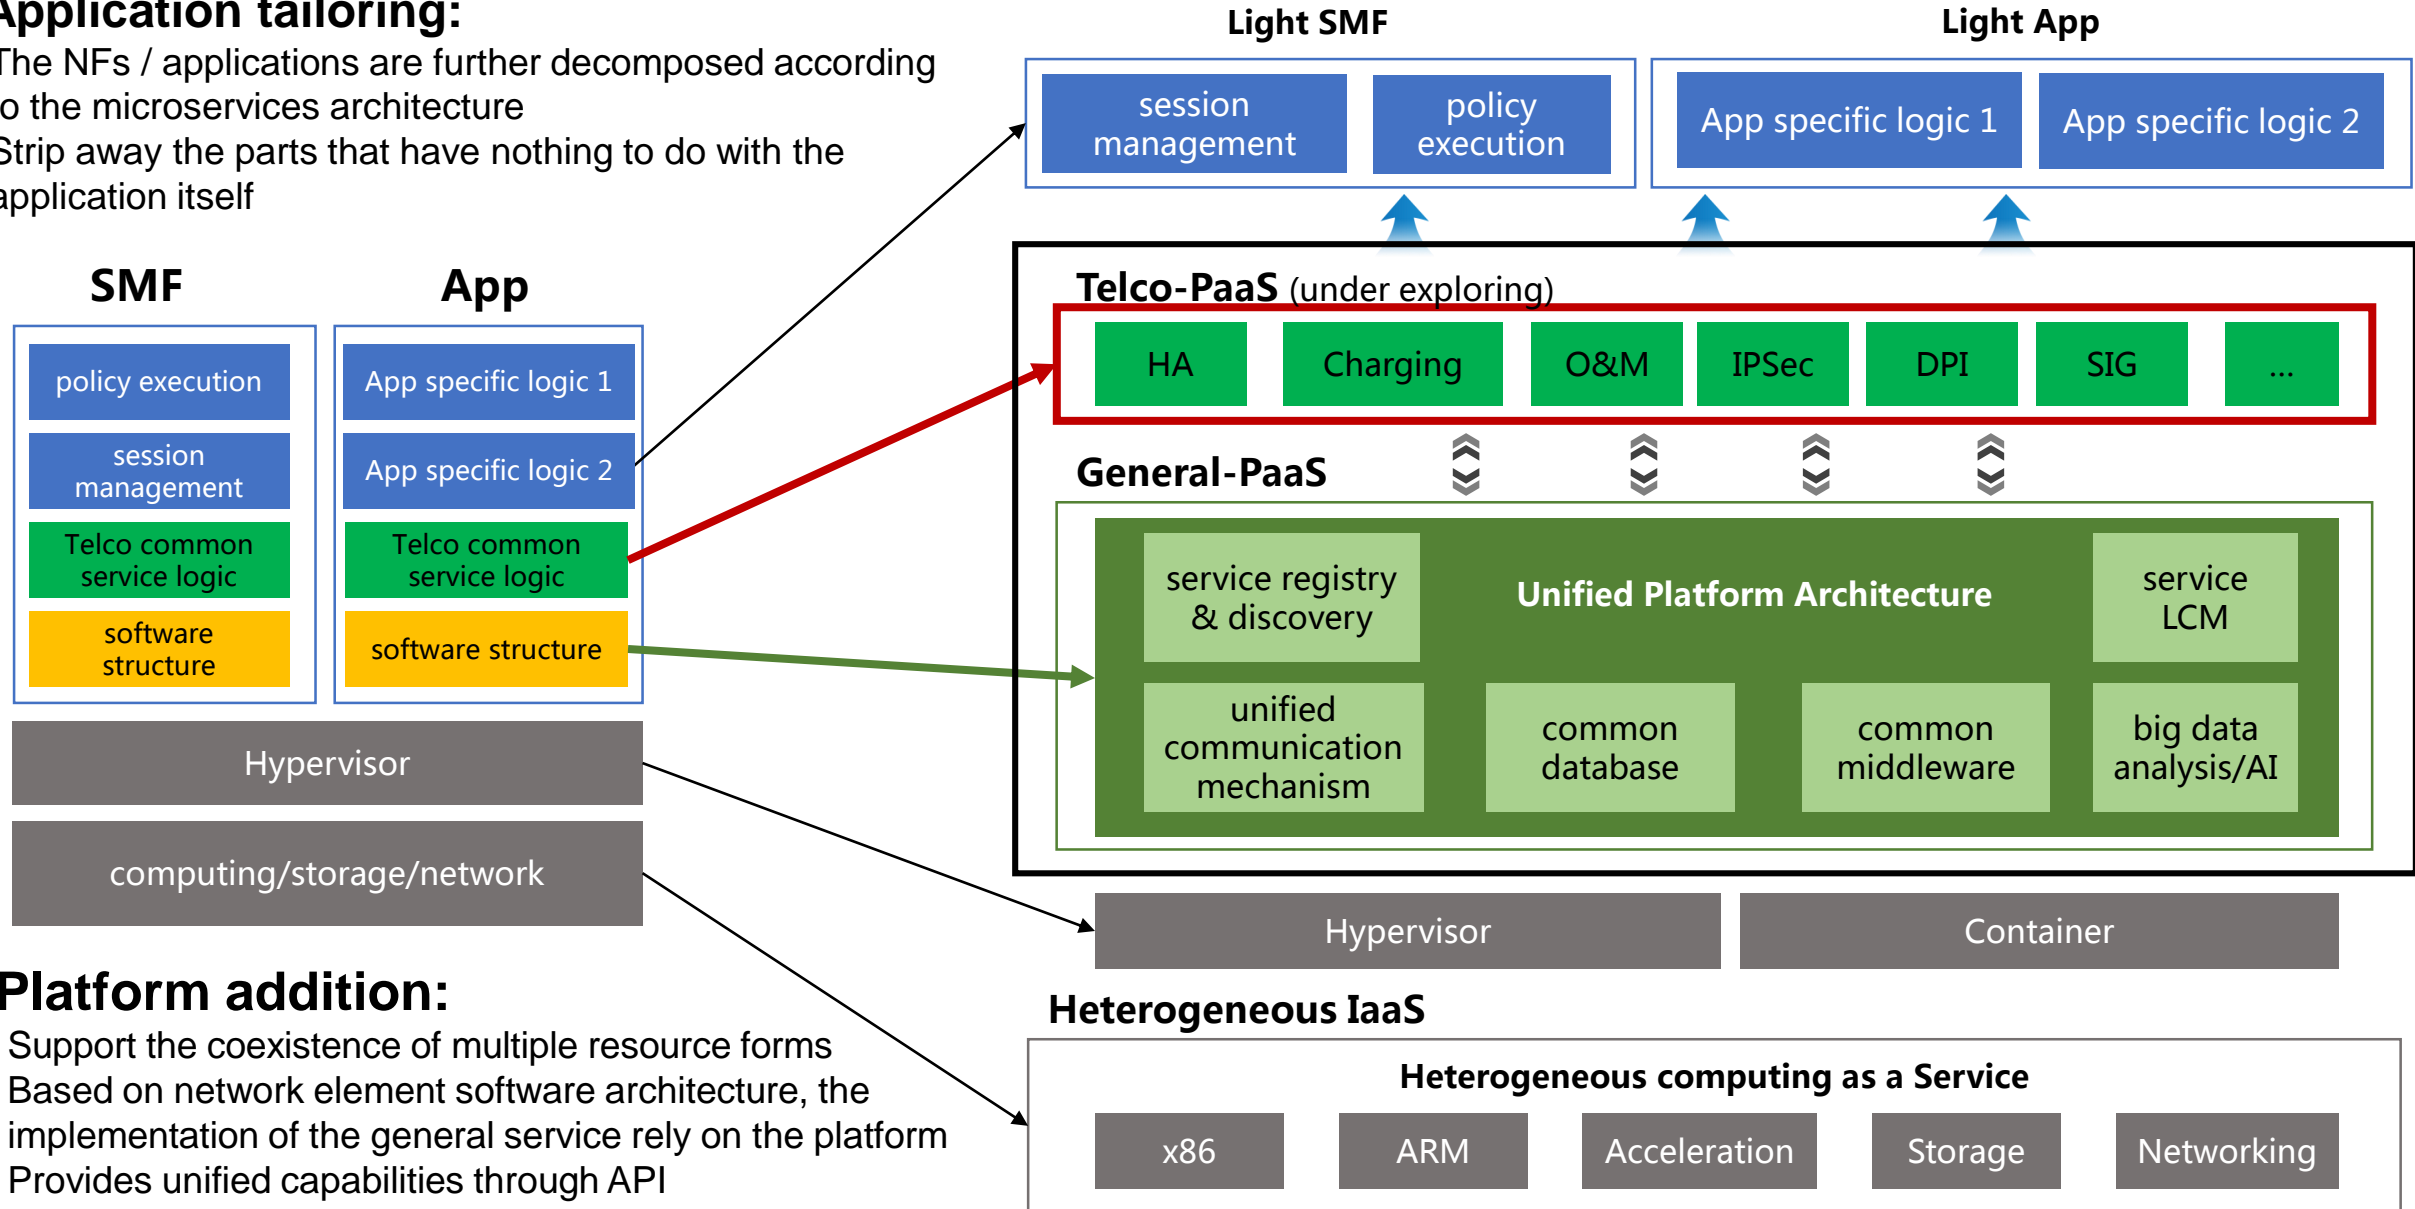 Application tailoring:
The NFs / applications are further decomposed according
to the microservices architecture
Strip away the parts that have nothing to do with the
application itself
SMF
App
policy execution
session
management
Telco common
service logic
software
structure
App specific logic 1
App specific logic 2
Telco common
service logic
software structure
Hypervisor
computing/storage/network
Platform addition:
Support the coexistence of multiple resource forms
Based on network element software architecture, the
implementation of the general service rely on the platform
Provides unified capabilities through API
Light SMF
session
management
policy
execution
Light App
App specific logic 1
App specific logic 2
Telco-PaaS (under exploring)
HA
Charging
O&M
IPSec
DPI
SIG
...
General-PaaS
service registry
& discovery
Unified Platform Architecture
service
LCM
unified
communication
mechanism
common
database
common
middleware
big data
analysis/AI
Hypervisor
Container
Heterogeneous IaaS
Heterogeneous computing as a Service
x86
ARM
Acceleration
Storage
Networking